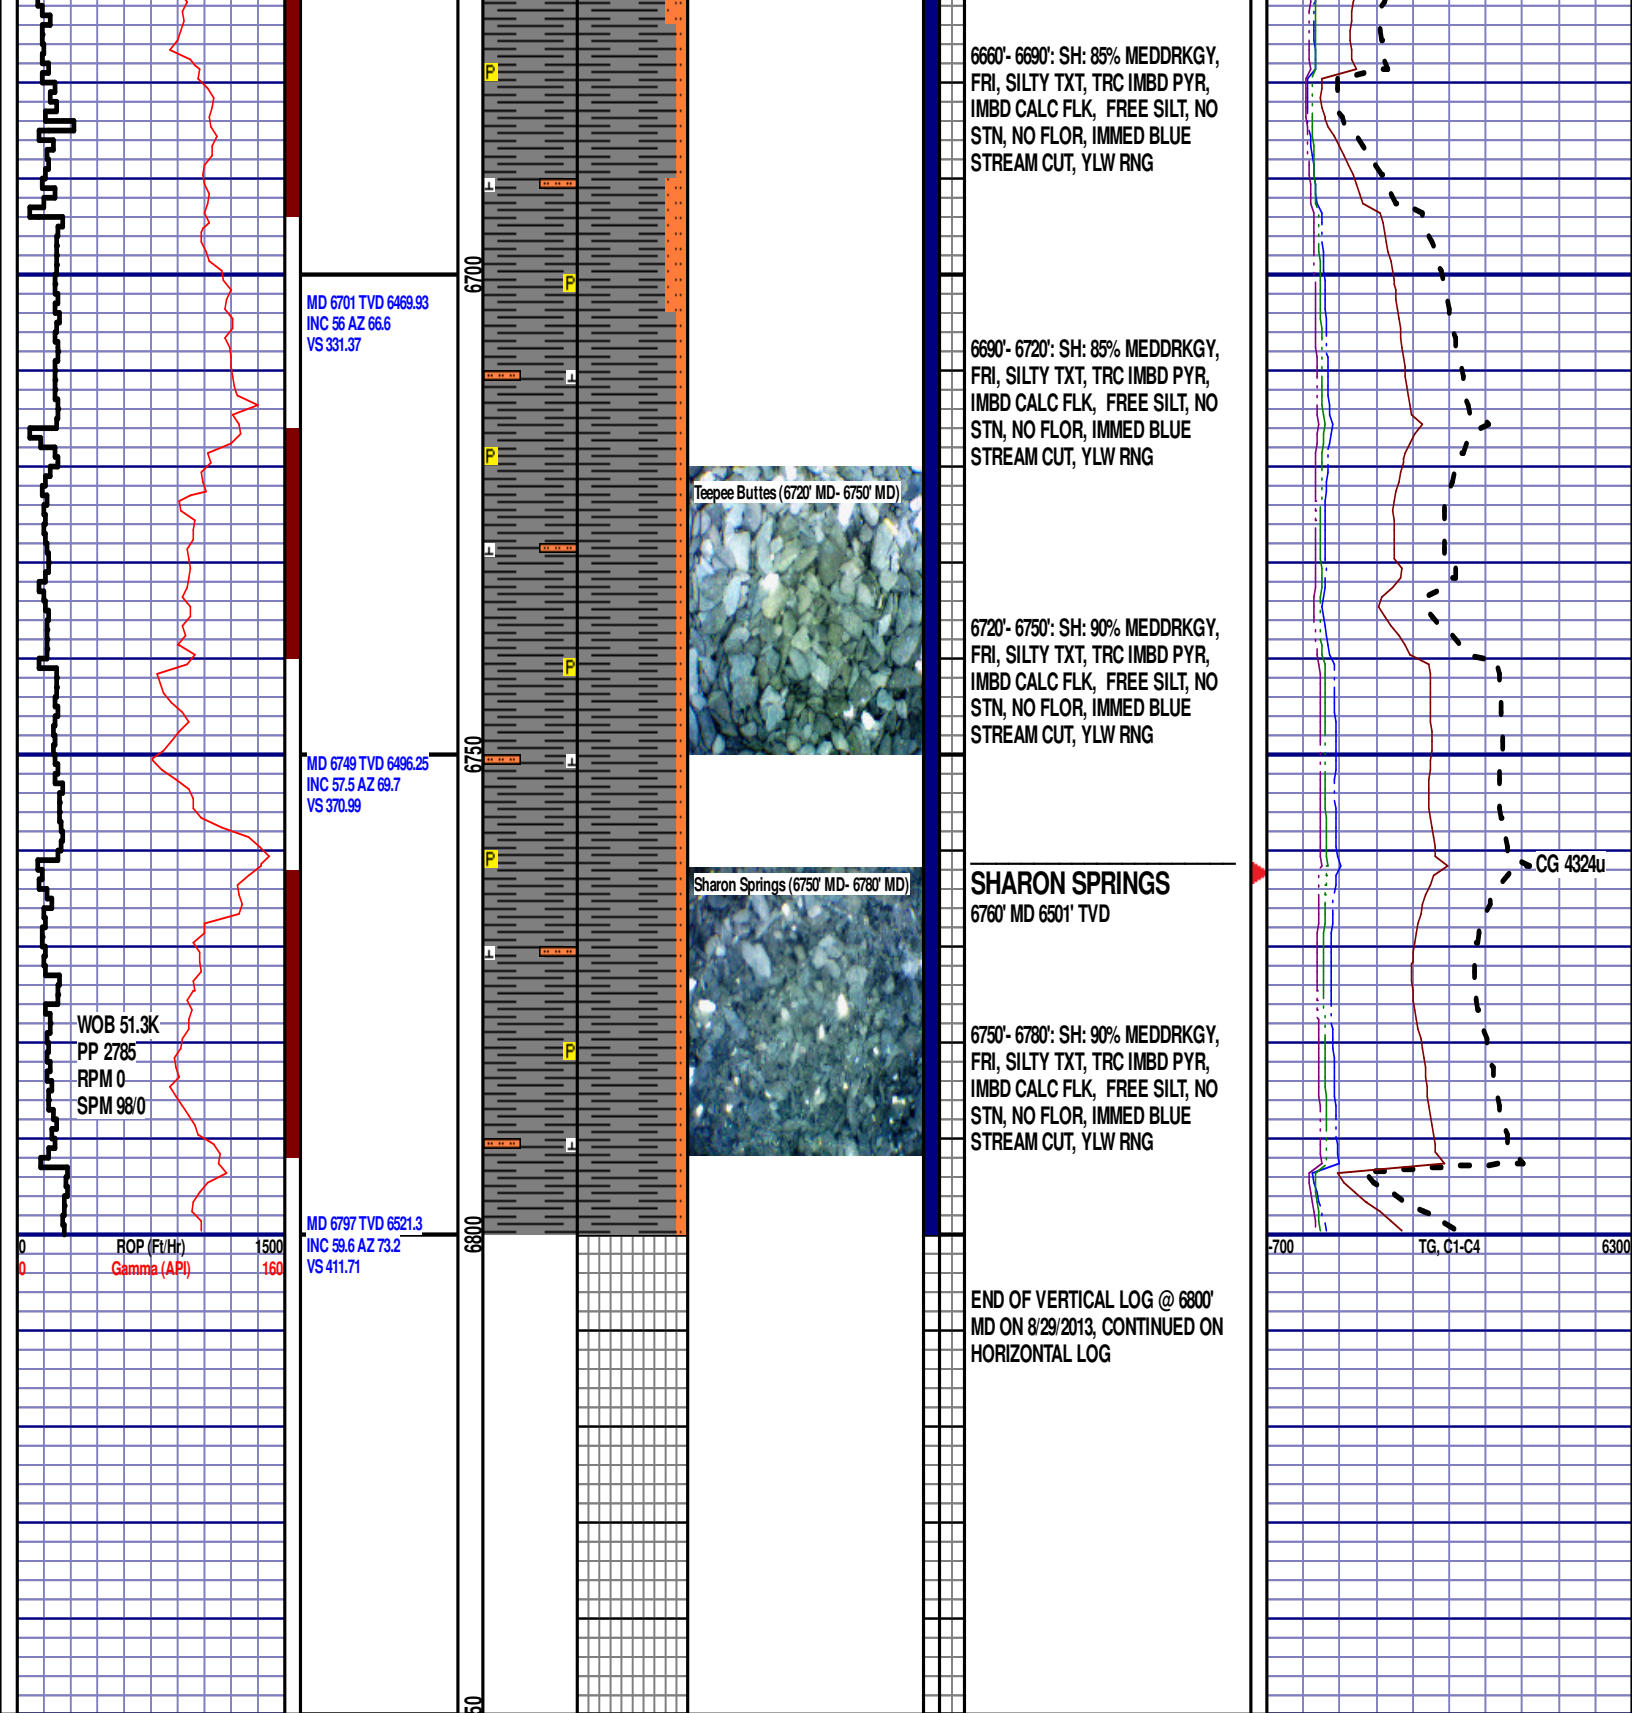 6660'- 6690': SH: 85% MEDDRKGY,
FRI, SILTY TXT, TRC IMBD PYR,
IMBD CALC FLK,  FREE SILT, NO
STN, NO FLOR, IMMED BLUE
STREAM CUT, YLW RNG
P
P
6700
MD 6701 TVD 6469.93
INC 56 AZ 66.6
VS 331.37
6690'- 6720': SH: 85% MEDDRKGY,
FRI, SILTY TXT, TRC IMBD PYR,
IMBD CALC FLK,  FREE SILT, NO
STN, NO FLOR, IMMED BLUE
STREAM CUT, YLW RNG
P
Teepee Buttes (6720' MD- 6750' MD)
6720'- 6750': SH: 90% MEDDRKGY,
FRI, SILTY TXT, TRC IMBD PYR,
IMBD CALC FLK,  FREE SILT, NO
STN, NO FLOR, IMMED BLUE
STREAM CUT, YLW RNG
P
6750
MD 6749 TVD 6496.25
INC 57.5 AZ 69.7
VS 370.99
P
CG 4324u
Sharon Springs (6750' MD- 6780' MD)
SHARON SPRINGS
6760' MD 6501' TVD
WOB 51.3K
PP 2785
RPM 0
SPM 98/0
P
6750'- 6780': SH: 90% MEDDRKGY,
FRI, SILTY TXT, TRC IMBD PYR,
IMBD CALC FLK,  FREE SILT, NO
STN, NO FLOR, IMMED BLUE
STREAM CUT, YLW RNG
6800
MD 6797 TVD 6521.3
INC 59.6 AZ 73.2
VS 411.71
0 ROP (Ft/Hr) 1500
0 Gamma (API) 160
-700 TG, C1-C4 6300
END OF VERTICAL LOG @ 6800'
MD ON 8/29/2013, CONTINUED ON
HORIZONTAL LOG
50